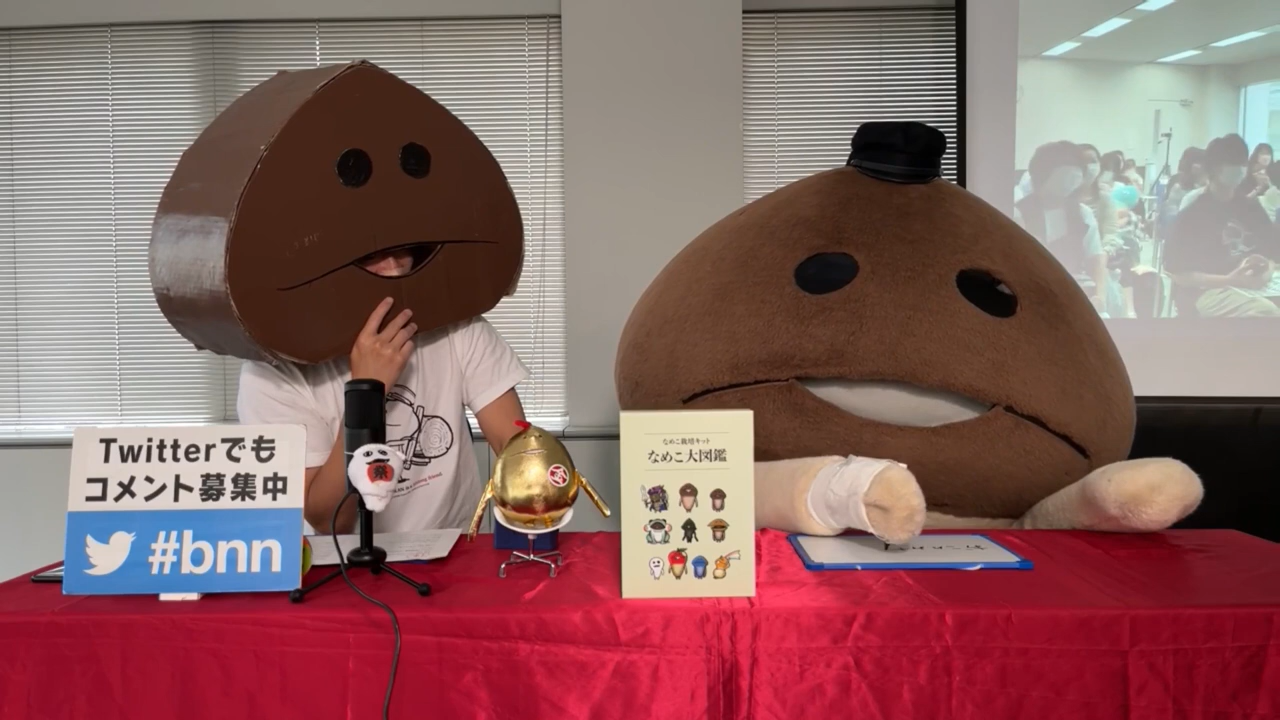 Twitterでも
コメント募集中
#bnn
なめこ栽培キット
なめこ大図鑑